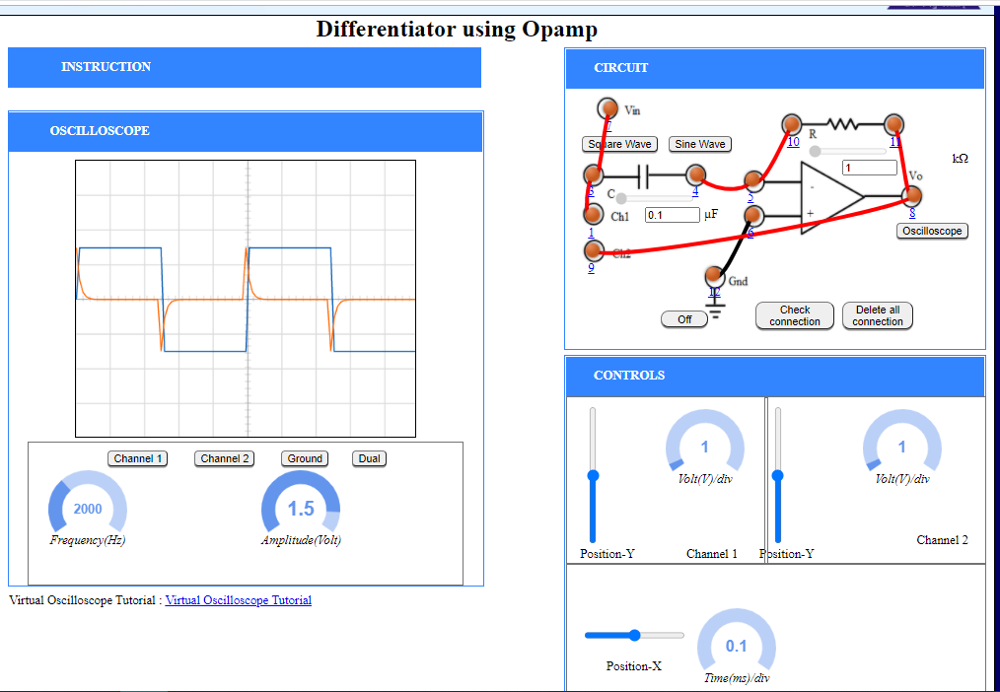 Differentiator using Opamp
INSTRUCTION
OSCILLOSCOPE
Channel 1
Channel 2
Ground
Dual
2000
Frequency(Hz)
1.5
Amplitude(Volt)
Virtual Oscilloscope Tutorial : Virtual Oscilloscope Tutorial
CIRCUIT
Vin
7
Square Wave
Sine Wave
10
R
11
1
kΩ
3
C
4
0.1
μF
5
-
+
Vo
8
Oscilloscope
Ch1
1
6
Ch2
9
Gnd
12
Off
Check
connection
Delete all
connection
CONTROLS
1
Volt(V)/div
Position-Y
Channel 1
1
Volt(V)/div
Position-Y
Channel 2
Position-X
0.1
Time(ms)/div